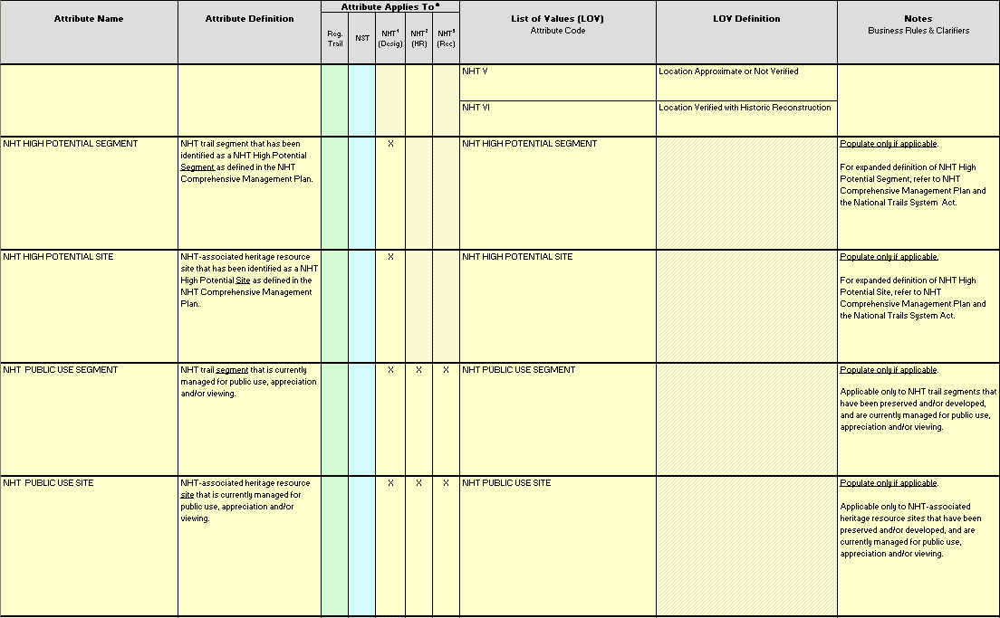 Attribute Name
Attribute Definition
Attribute Applies To*
Reg.
Trail
NST
NHT¹
(Desig)
NHT²
(HR)
NHT³
(Rec)
List of Values (LOV)
Attribute Code
LOV Definition
Notes
Business Rules & Clarifiers
NHT V
Location Approximate or Not Verified
NHT VI
Location Verified with Historic Reconstruction
NHT HIGH POTENTIAL SEGMENT
NHT trail segment that has been
identified as a NHT High Potential
Segment as defined in the NHT
Comprehensive Management Plan.
X
NHT HIGH POTENTIAL SEGMENT
Populate only if applicable.
For expanded definition of NHT High
Potential Segment, refer to NHT
Comprehensive Management Plan and
the National Trails System Act.
NHT HIGH POTENTIAL SITE
NHT-associated heritage resource
site that has been identified as a NHT
High Potential Site as defined in the
NHT Comprehensive Management
Plan.
X
NHT HIGH POTENTIAL SITE
Populate only if applicable.
For expanded definition of NHT High
Potential Site, refer to NHT
Comprehensive Management Plan and
the National Trails System Act.
NHT PUBLIC USE SEGMENT
NHT trail segment that is currently
managed for public use, appreciation
and/or viewing.
X X X
NHT PUBLIC USE SEGMENT
Populate only if applicable.
Applicable only to NHT trail segments that
have been preserved and/or developed,
and are currently managed for public use,
appreciation and/or viewing.
NHT PUBLIC USE SITE
NHT-associated heritage resource
site that is currently managed for
public use, appreciation and/or
viewing.
X X X
NHT PUBLIC USE SITE
Populate only if applicable.
Applicable only to NHT-associated
heritage resource sites that have been
preserved and/or developed, and are
currently managed for public use,
appreciation and/or viewing.